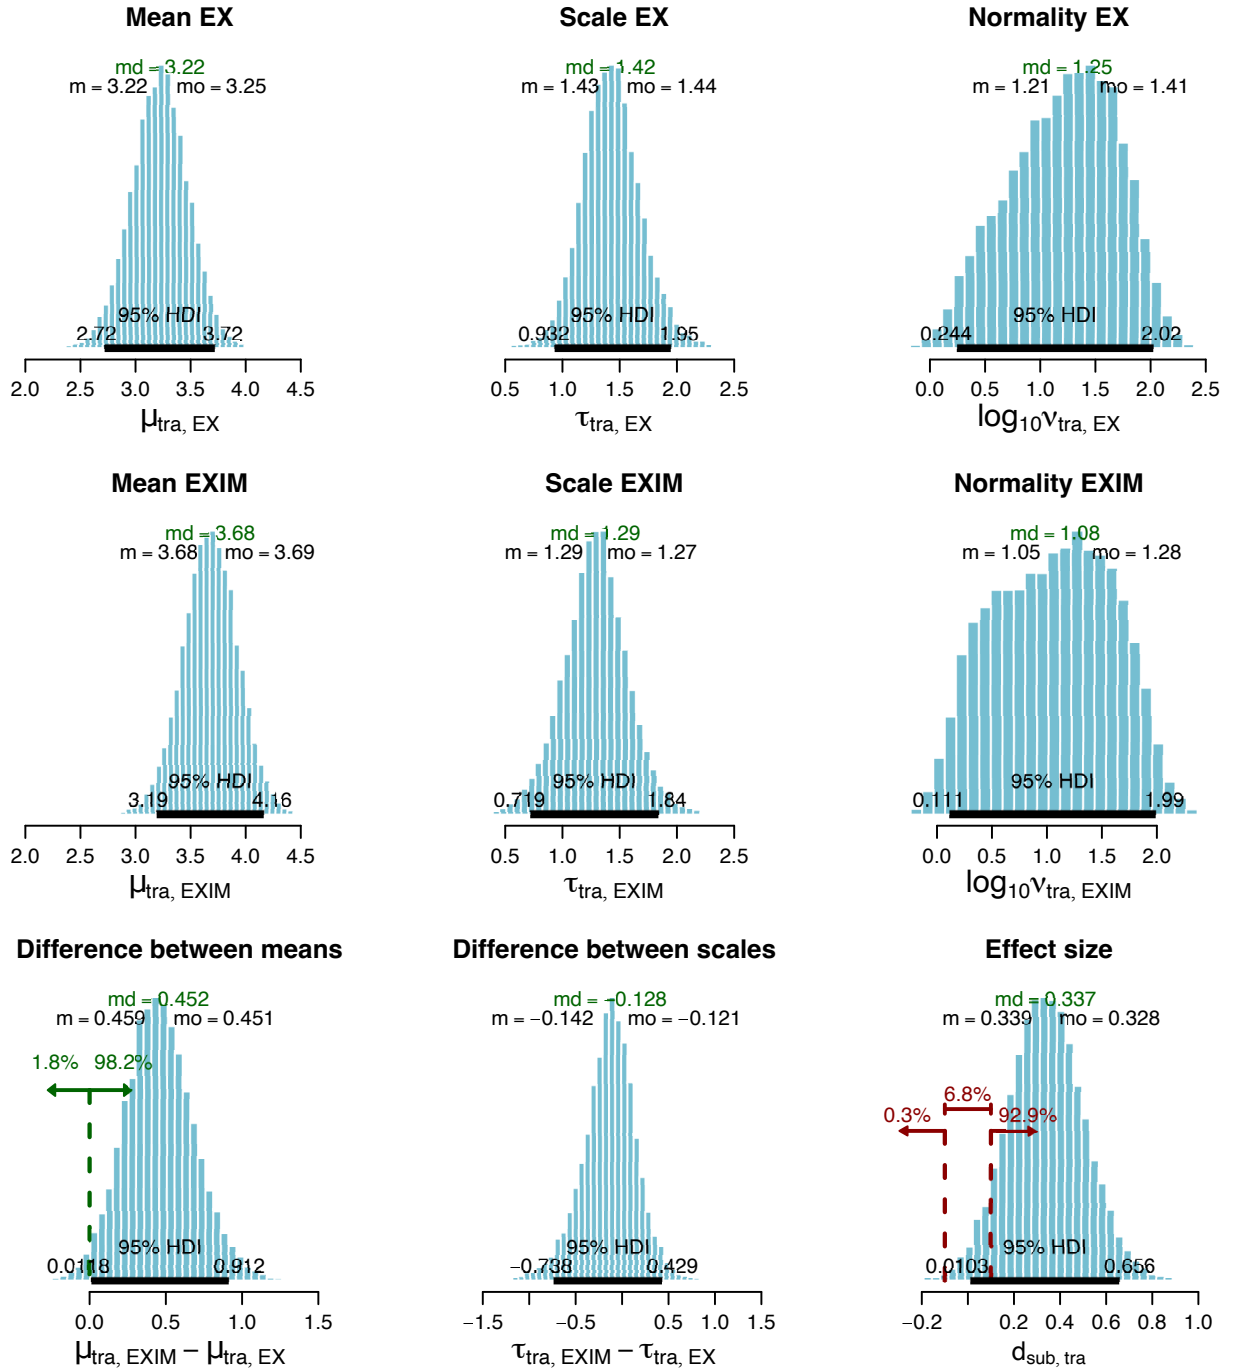 Mean EX
Scale EX
Normality EX
md = 3.22
m = 3.22 mo = 3.25
95% HDI
2.72 3.72
2.0 2.5 3.0 3.5 4.0 4.5
μtra, EX
md = 1.42
m = 1.43 mo = 1.44
95% HDI
0.932 1.95
0.5 1.0 1.5 2.0 2.5
τtra, EX
md = 1.25
m = 1.21 mo = 1.41
95% HDI
0.244 2.02
0.0 0.5 1.0 1.5 2.0 2.5
log10νtra, EX
Mean EXIM
Scale EXIM
Normality EXIM
md = 3.68
m = 3.68 mo = 3.69
95% HDI
3.19 4.16
2.0 2.5 3.0 3.5 4.0 4.5
μtra, EXIM
md = 1.29
m = 1.29 mo = 1.27
95% HDI
0.719 1.84
0.5 1.0 1.5 2.0 2.5
τtra, EXIM
md = 1.08
m = 1.05 mo = 1.28
95% HDI
0.111 1.99
0.0 0.5 1.0 1.5 2.0
log10νtra, EXIM
Difference between means
Difference between scales
Effect size
md = 0.452
m = 0.459 mo = 0.451
1.8% 98.2%
95% HDI
0.0118 0.912
0.0 0.5 1.0 1.5
μtra, EXIM − μtra, EX
md = −0.128
m = −0.142 mo = −0.121
95% HDI
−0.738 0.429
−1.5 −0.5 0.5 1.5
τtra, EXIM − τtra, EX
md = 0.337
m = 0.339 mo = 0.328
6.8%
0.3% 92.9%
95% HDI
0.0103 0.656
−0.2 0.2 0.4 0.6 0.8 1.0
dsub, tra